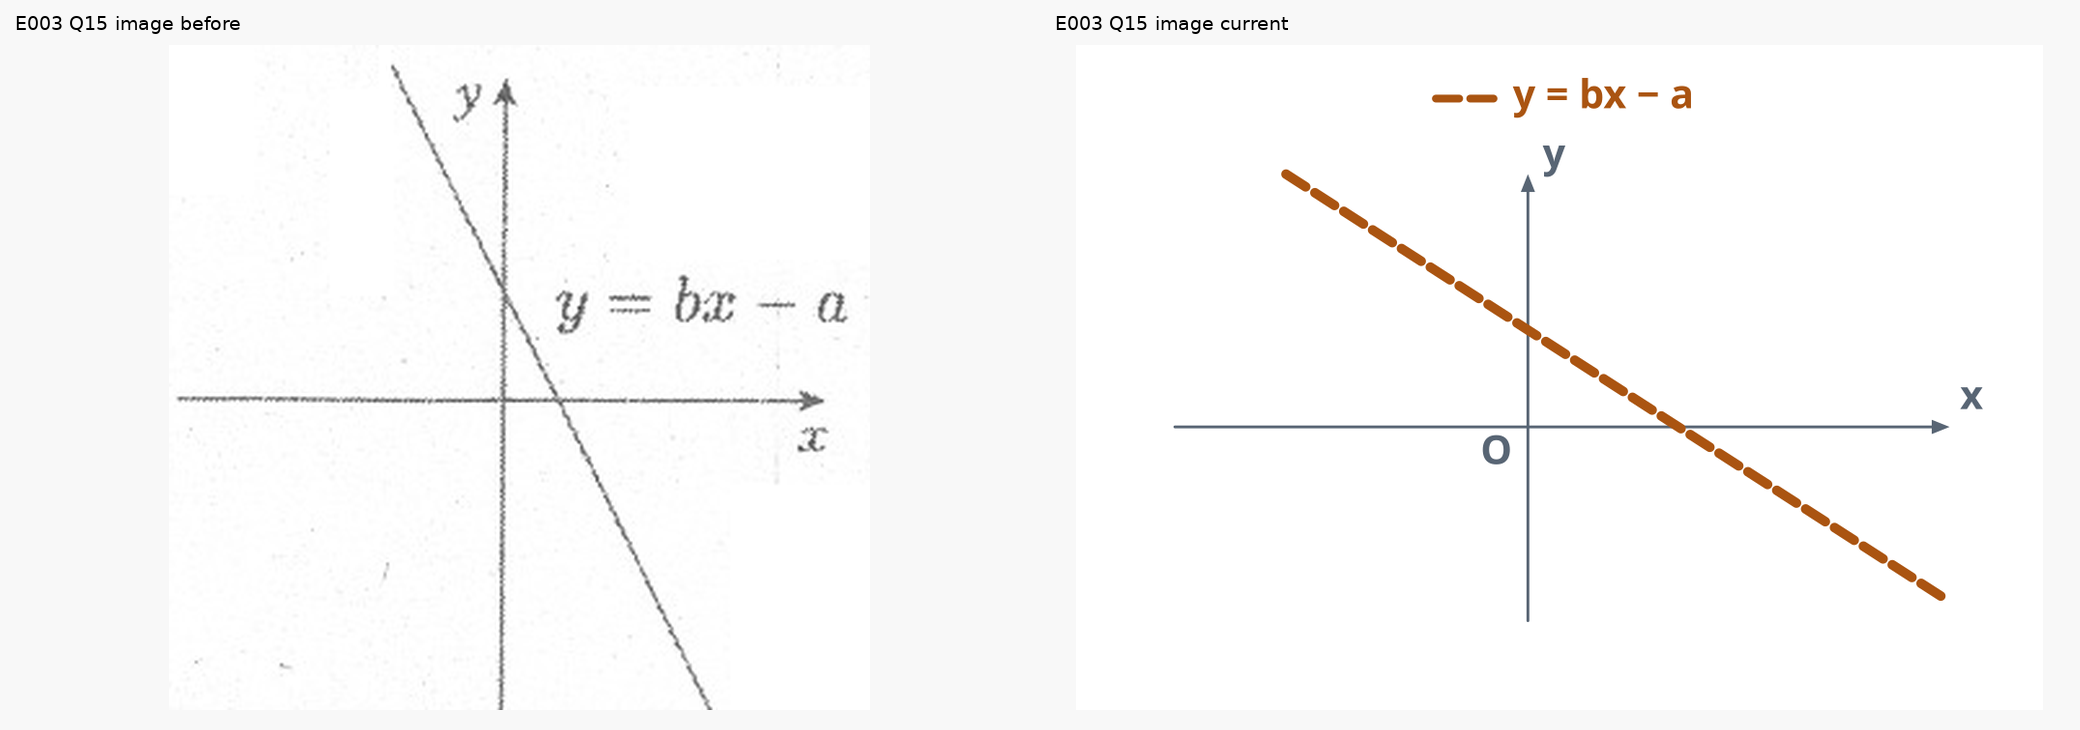 E003 Q15 image before
y
y = bx − a
x
E003 Q15 image current
y = bx − a
y
x
O